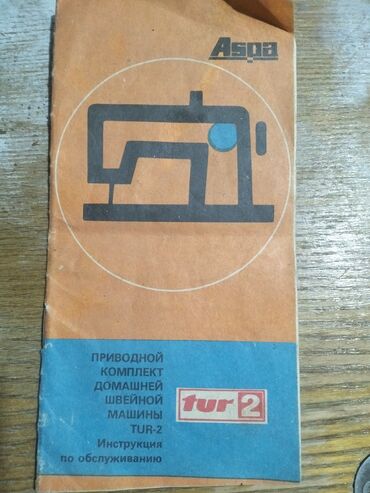 Aspa
ПРИВОДНОЙ
КОМПЛЕКТ
ДОМАШНЕЙ
ШВЕЙНОЙ
МАШИНЫ
TUR-2
Инструкция
по обслуживанию
tur 2